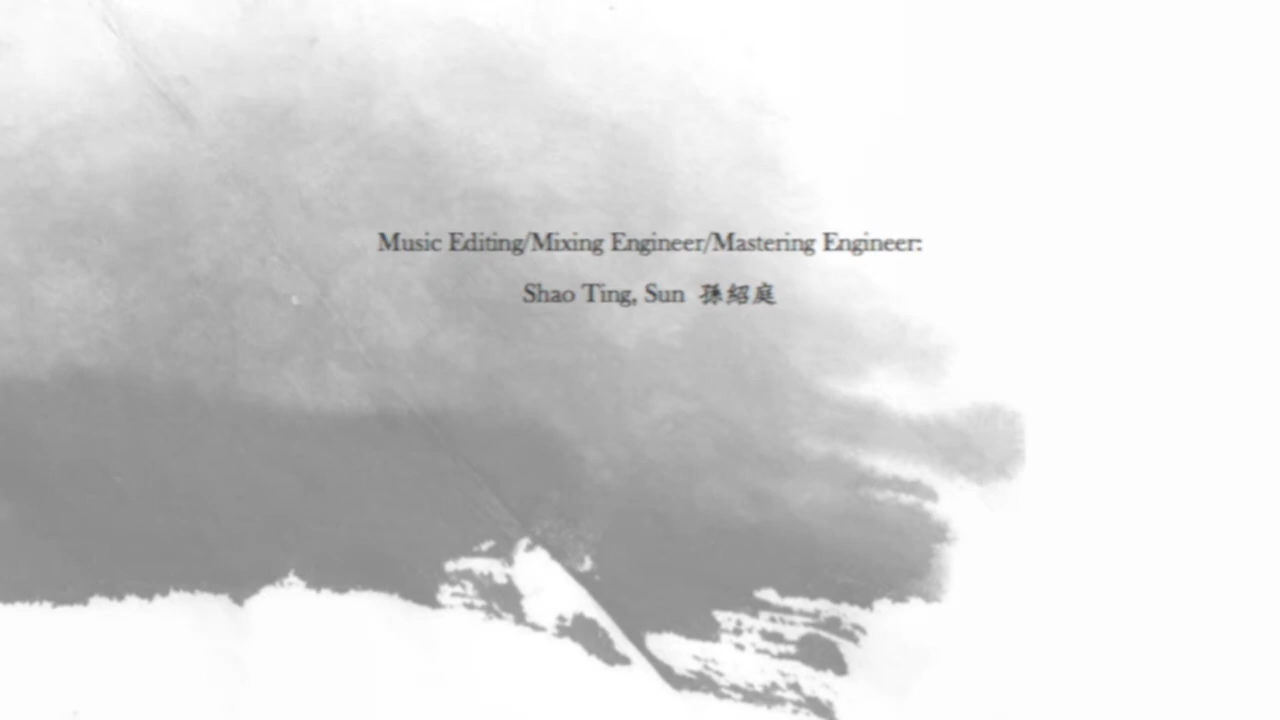 Music Editing/Mixing Engineer/Mastering Engineer:
Shao Ting, Sun 孫紹庭